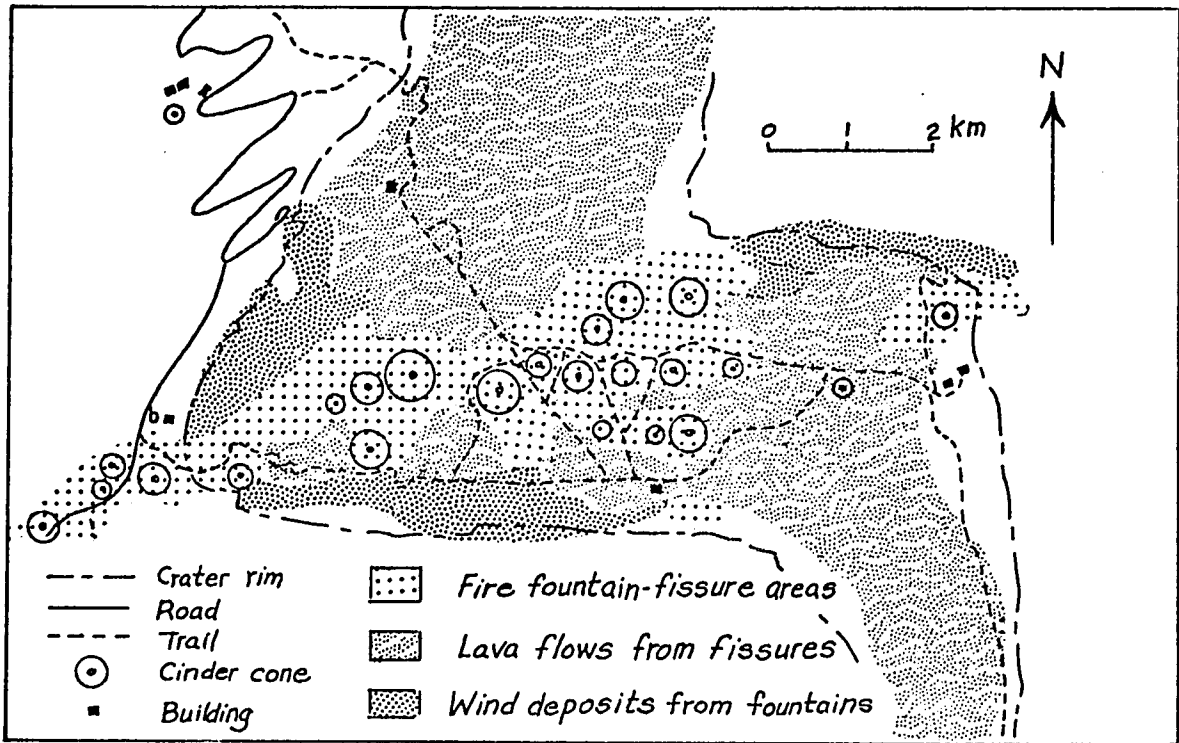 N
0 1 2 km
Crater rim
Road
Trail
Cinder cone
Building
Fire fountain-fissure areas
Lava flows from fissures
Wind deposits from fountains